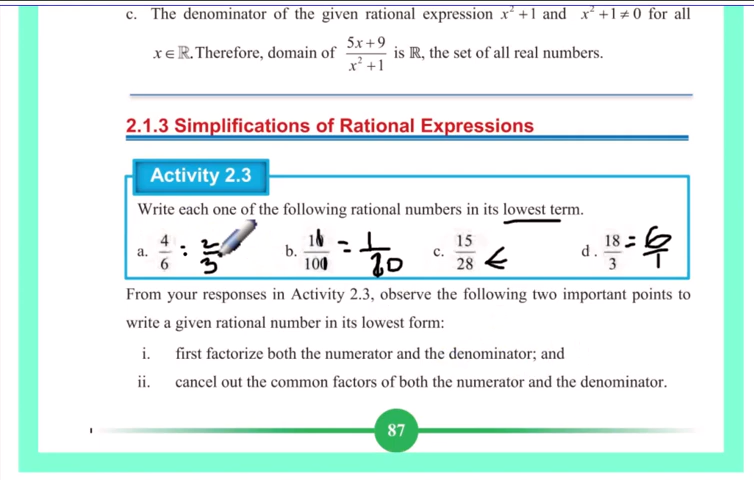 c. The denominator of the given rational expression x² + 1 and x² + 1 ≠ 0 for all
x ∈ ℝ. Therefore, domain of (5x + 9)/(x² + 1) is ℝ, the set of all real numbers.
2.1.3 Simplifications of Rational Expressions
Activity 2.3
Write each one of the following rational numbers in its lowest term.
a. 4/6 : 2/3 b. 10/100 = 1/10 c. 15/28 d. 18/3 = 6/1
From your responses in Activity 2.3, observe the following two important points to
write a given rational number in its lowest form:
i. first factorize both the numerator and the denominator; and
ii. cancel out the common factors of both the numerator and the denominator.
87